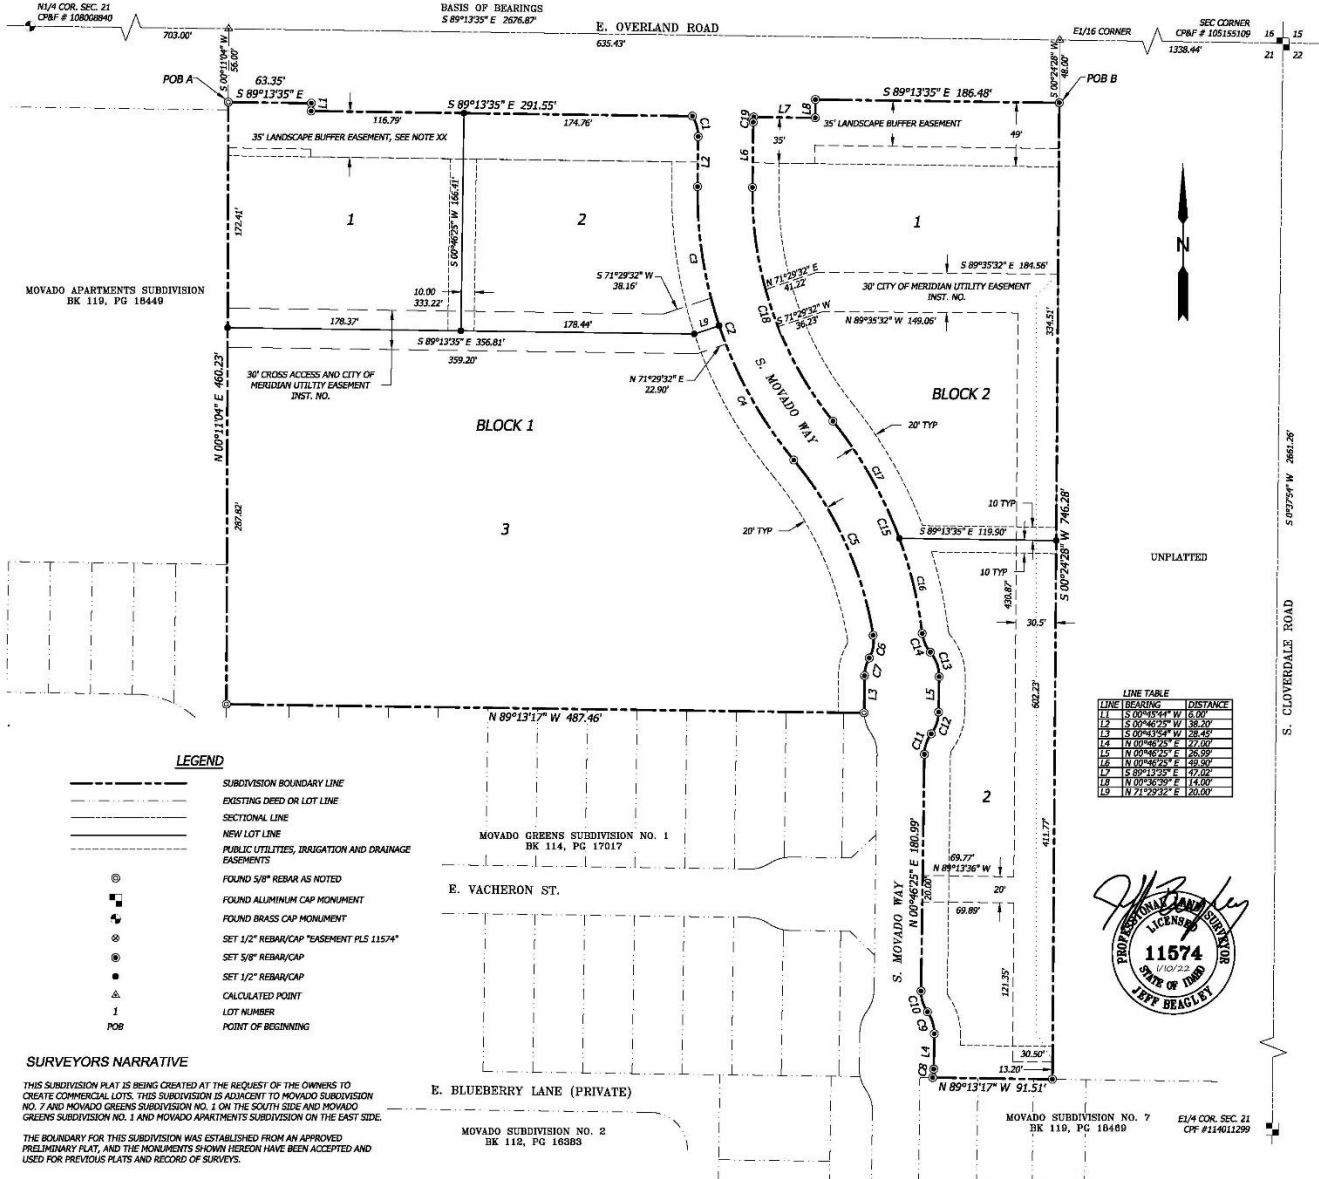 N1/4 COR. SEC. 21
CP&F # 108008840
703.00'
BASIS OF BEARINGS
S 89°13'35" E 2676.87'
E. OVERLAND ROAD
635.43'
E1/16 CORNER
SEC CORNER
CP&F # 105155109
1338.44'
16 15
21 22
S 00°11'04" W
56.00'
S 00°24'28" W
48.00'
POB A
63.35'
S 89°13'35" E
L1
S 89°13'35" E 291.55'
116.79'
174.76'
C1
L2
C19
L7
L8
L6
35'
S 89°13'35" E 186.48'
POB B
35' LANDSCAPE BUFFER EASEMENT, SEE NOTE XX
35' LANDSCAPE BUFFER EASEMENT
49'
172.41'
1
S 00°46'25" W 166.41'
2
1
C3
S 71°29'32" W
38.16'
N 71°29'32" E
41.22'
S 89°35'32" E 184.56'
30' CITY OF MERIDIAN UTILITY EASEMENT
INST. NO.
MOVADO APARTMENTS SUBDIVISION
BK 119, PG 18449
10.00
333.22'
C18
S 71°29'32" W
36.23'
N 89°35'32" W 149.06'
334.51'
178.37'
178.44'
L9
C2
S 89°13'35" E 356.81'
359.20'
30' CROSS ACCESS AND CITY OF
MERIDIAN UTILTIY EASEMENT
INST. NO.
N 71°29'32" E
22.90'
C4
S. MOVADO WAY
BLOCK 2
N 00°11'04" E 460.23'
BLOCK 1
20' TYP
C17
S 0°37'54" W 2661.26'
287.82'
3
20' TYP
C5
C15
10 TYP
S 89°13'35" E 119.90'
10 TYP
S 00°24'28" W 746.28'
UNPLATTED
C16
430.87'
30.5'
C6
C7
C14
C13
L3
L5
C12
C11
602.23'
S. CLOVERDALE ROAD
N 89°13'17" W 487.46'
LINE TABLE
LINE BEARING DISTANCE
L1 S 00°45'44" W 6.00'
L2 S 00°46'25" W 38.20'
L3 S 00°43'54" W 28.45'
L4 N 00°46'25" E 27.00'
L5 N 00°46'25" E 26.99'
L6 N 00°46'25" E 49.90'
L7 S 89°13'35" E 47.02'
L8 N 00°36'39" E 14.00'
L9 N 71°29'32" E 20.00'
LEGEND
SUBDIVISION BOUNDARY LINE
EXISTING DEED OR LOT LINE
SECTIONAL LINE
NEW LOT LINE
PUBLIC UTILITIES, IRRIGATION AND DRAINAGE
EASEMENTS
FOUND 5/8" REBAR AS NOTED
FOUND ALUMINUM CAP MONUMENT
FOUND BRASS CAP MONUMENT
SET 1/2" REBAR/CAP "EASEMENT PLS 11574"
SET 5/8" REBAR/CAP
SET 1/2" REBAR/CAP
CALCULATED POINT
1 LOT NUMBER
POB POINT OF BEGINNING
2
MOVADO GREENS SUBDIVISION NO. 1
BK 114, PG 17017
E. VACHERON ST.
N 00°46'25" E 180.99'
20.00'
69.77'
N 89°13'36" W
20'
69.89'
411.77'
S. MOVADO WAY
121.35'
C10
C9
L4
C8
30.50'
13.20'
N 89°13'17" W 91.51'
PROFESSIONAL LAND SURVEYOR
LICENSED
11574
1/10/22
STATE OF IDAHO
JEFF BEAGLEY
N
SURVEYORS NARRATIVE
THIS SUBDIVISION PLAT IS BEING CREATED AT THE REQUEST OF THE OWNERS TO
CREATE COMMERCIAL LOTS. THIS SUBDIVISION IS ADJACENT TO MOVADO SUBDIVISION
NO. 7 AND MOVADO GREENS SUBDIVISION NO. 1 ON THE SOUTH SIDE AND MOVADO
GREENS SUBDIVISION NO. 1 AND MOVADO APARTMENTS SUBDIVISION ON THE EAST SIDE.
THE BOUNDARY FOR THIS SUBDIVISION WAS ESTABLISHED FROM AN APPROVED
PRELIMINARY PLAT, AND THE MONUMENTS SHOWN HEREON HAVE BEEN ACCEPTED AND
USED FOR PREVIOUS PLATS AND RECORD OF SURVEYS.
E. BLUEBERRY LANE (PRIVATE)
MOVADO SUBDIVISION NO. 2
BK 112, PG 16383
MOVADO SUBDIVISION NO. 7
BK 119, PG 18469
E1/4 COR. SEC. 21
CPF #114011299